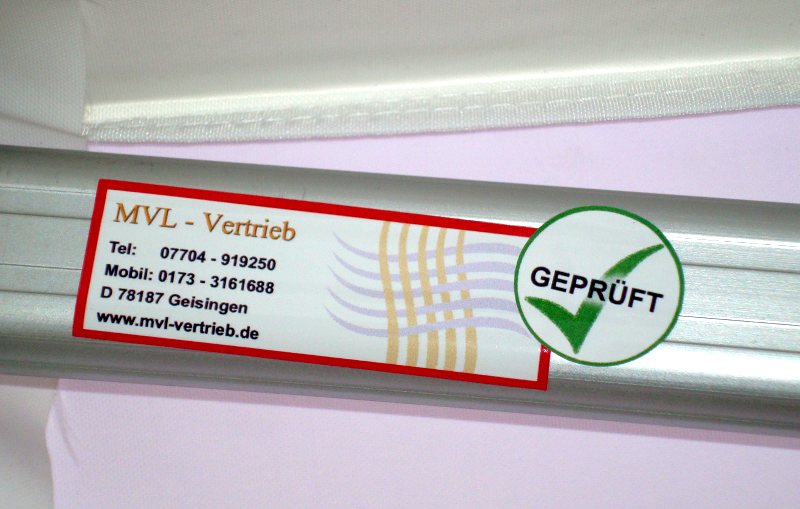 MVL - Vertrieb
Tel: 07704 - 919250
Mobil: 0173 - 3161688
D 78187 Geisingen
www.mvl-vertrieb.de
GEPRÜFT